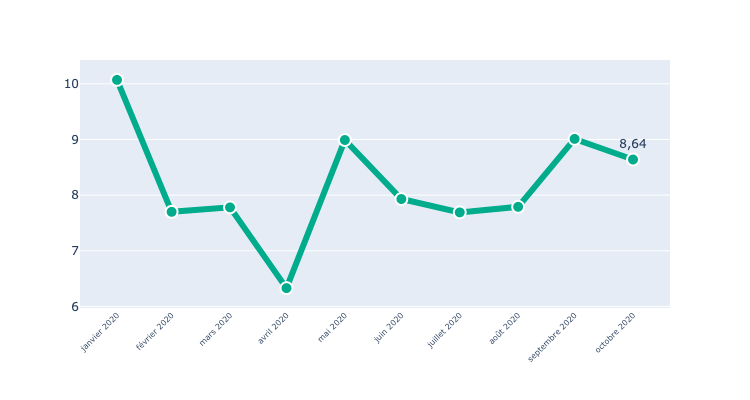 10
9
8,64
8
7
6
janvier 2020
février 2020
mars 2020
avril 2020
mai 2020
juin 2020
juillet 2020
août 2020
septembre 2020
octobre 2020